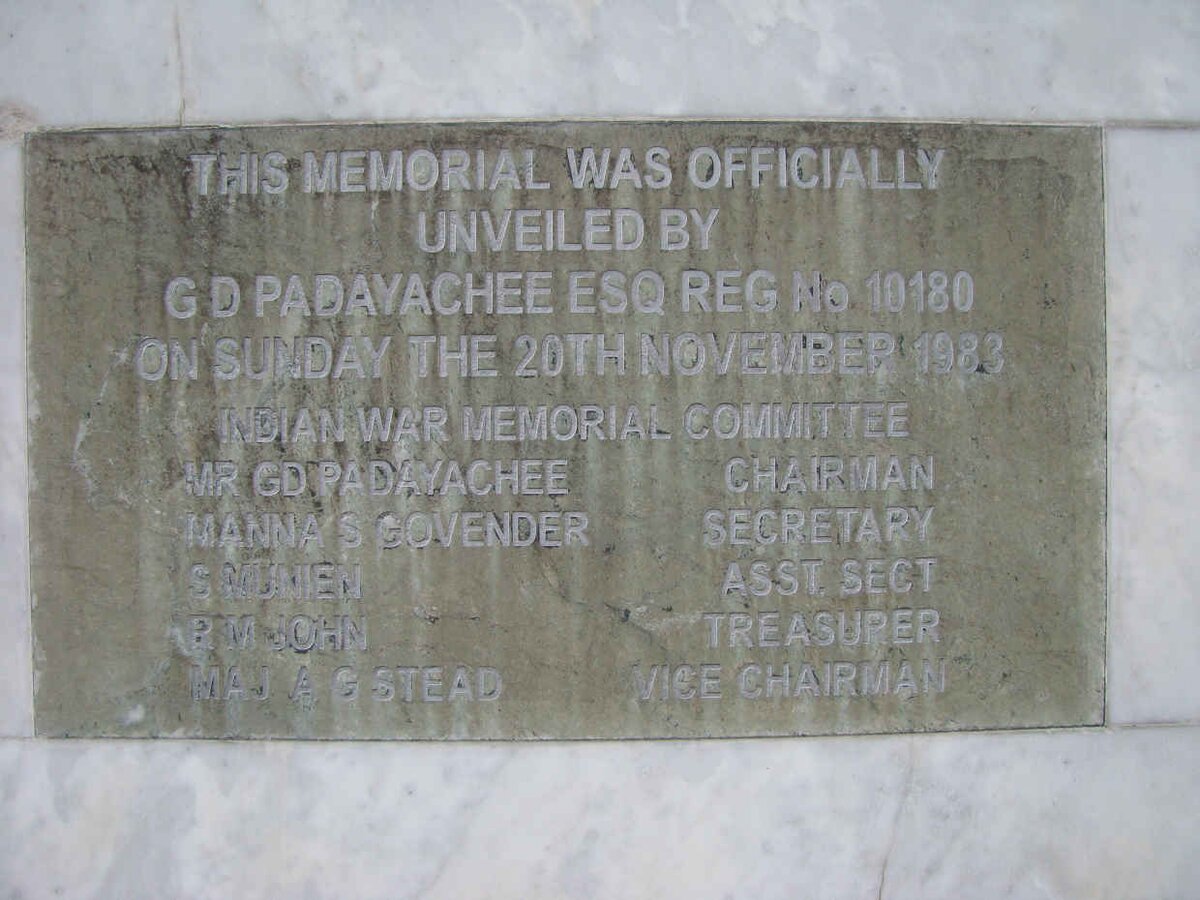 THIS MEMORIAL WAS OFFICIALLY
UNVEILED BY
G D PADAYACHEE ESQ REG No 10180
ON SUNDAY THE 20TH NOVEMBER 1983
INDIAN WAR MEMORIAL COMMITTEE
MR GD PADAYACHEE CHAIRMAN
MANNA S GOVENDER SECRETARY
S MUNIEN ASST. SECT
M JOHN TREASURER
MAJ A G STEAD VICE CHAIRMAN